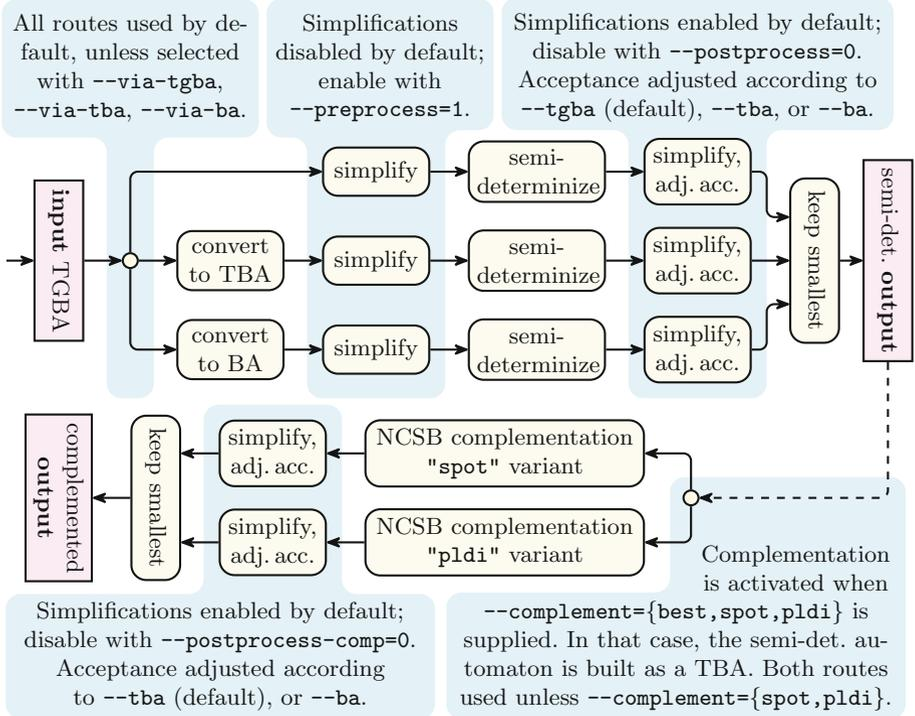 All routes used by de-
fault, unless selected
with --via-tgba,
--via-tba, --via-ba.
Simplifications
disabled by default;
enable with
--preprocess=1.
Simplifications enabled by default;
disable with --postprocess=0.
Acceptance adjusted according to
--tgba (default), --tba, or --ba.
input TGBA
simplify
semi-
determinize
simplify,
adj. acc.
convert
to TBA
simplify
semi-
determinize
simplify,
adj. acc.
convert
to BA
simplify
semi-
determinize
simplify,
adj. acc.
keep smallest
semi-det. output
complemented
output
keep smallest
simplify,
adj. acc.
NCSB complementation
"spot" variant
simplify,
adj. acc.
NCSB complementation
"pldi" variant
Simplifications enabled by default;
disable with --postprocess-comp=0.
Acceptance adjusted according
to --tba (default), or --ba.
Complementation
is activated when
--complement={best,spot,pldi} is
supplied. In that case, the semi-det. au-
tomaton is built as a TBA. Both routes
used unless --complement={spot,pldi}.